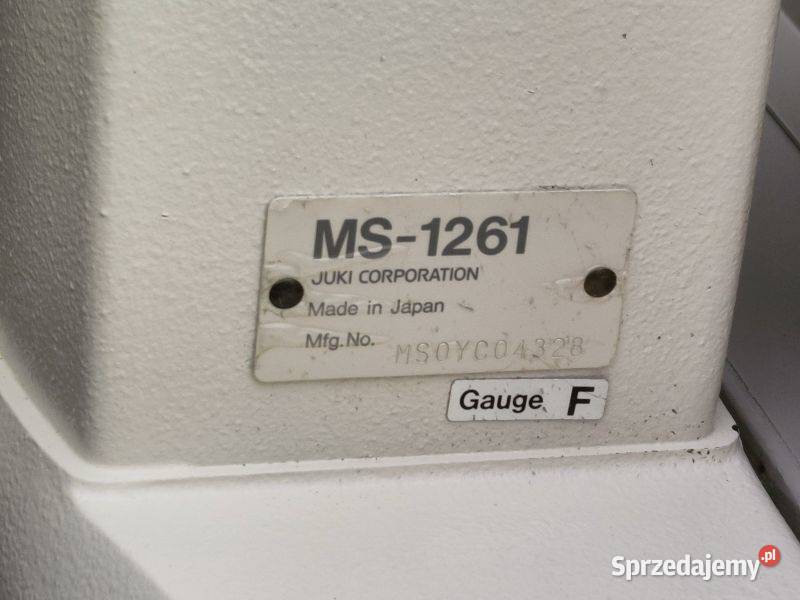 MS-1261
JUKI CORPORATION
Made in Japan
Mfg.No. MS0YC04328
Gauge F
Sprzedajemy.pl